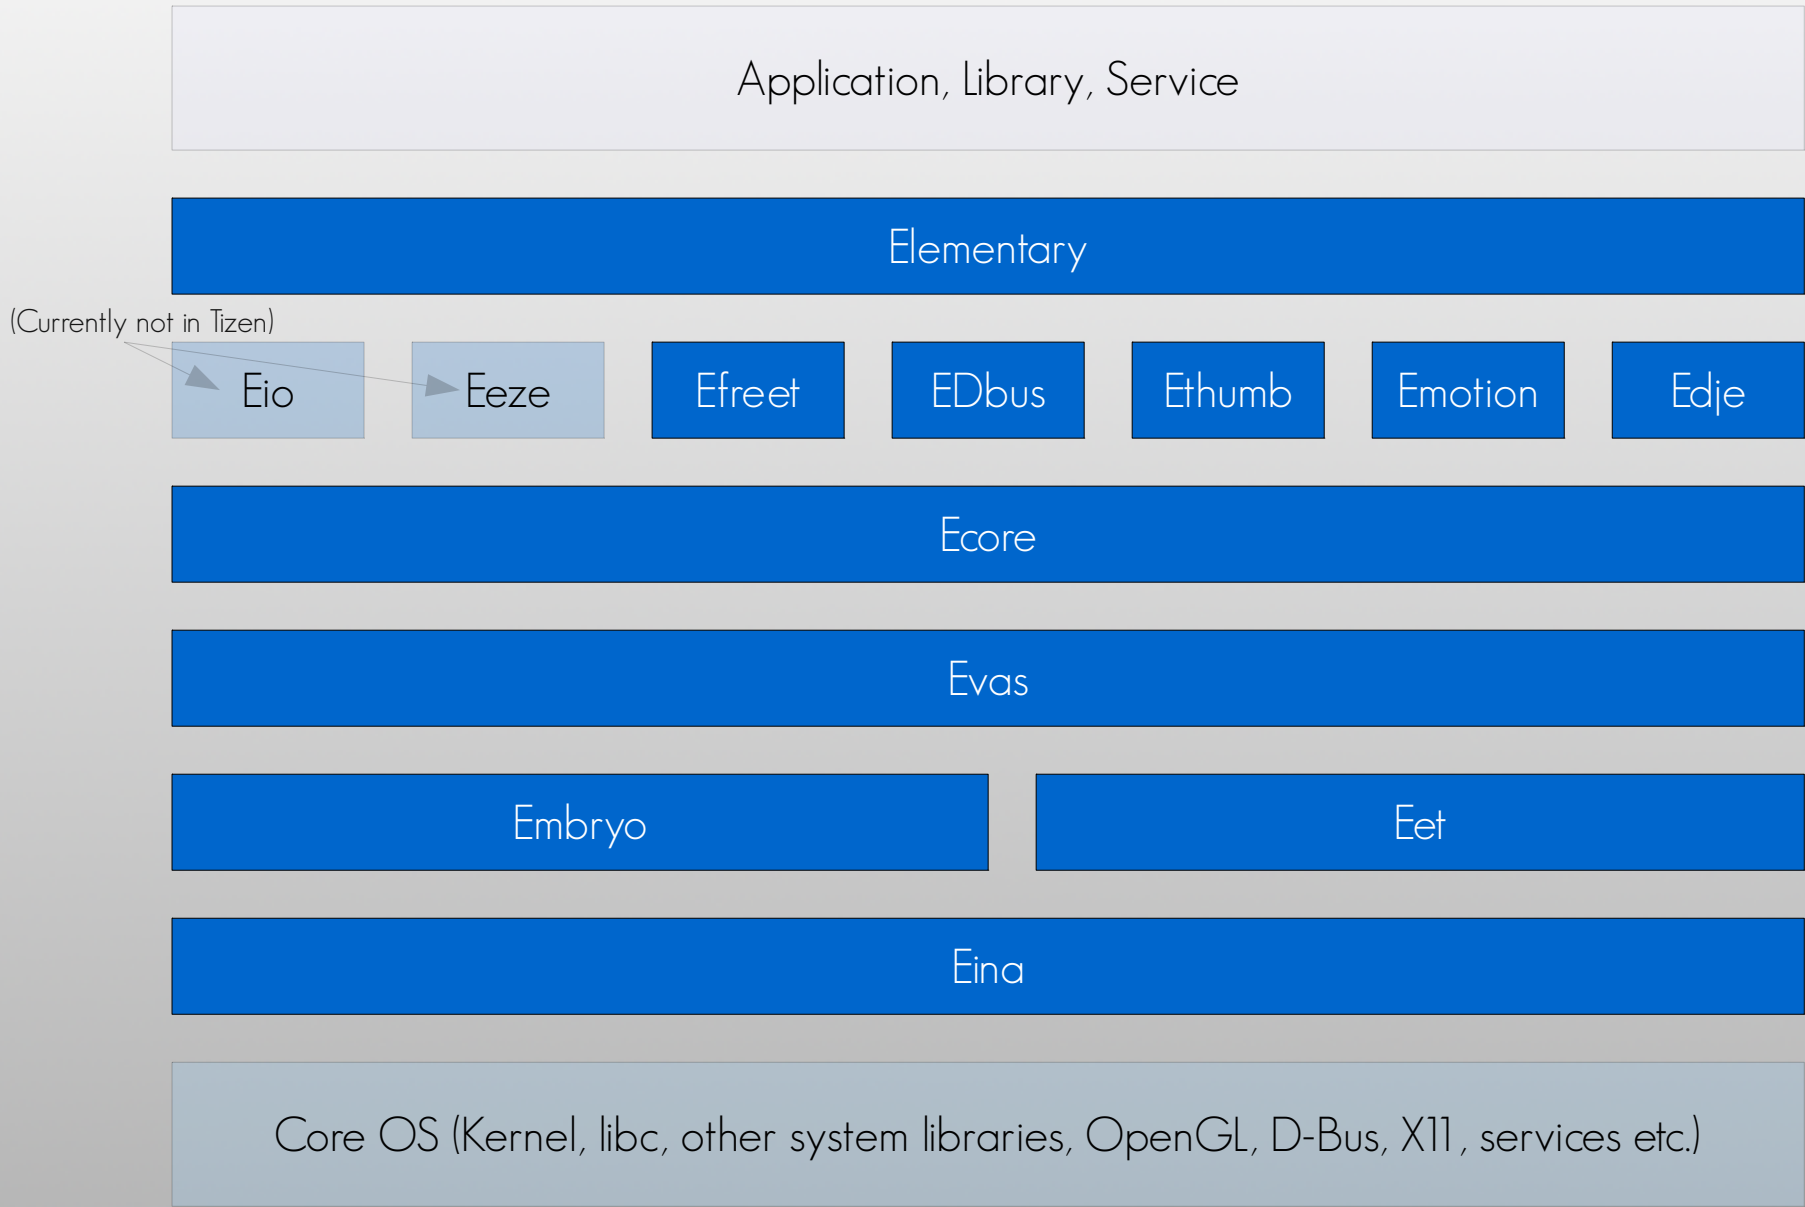 Application, Library, Service
Elementary
(Currently not in Tizen)
Eio
Eeze
Efreet
EDbus
Ethumb
Emotion
Edje
Ecore
Evas
Embryo
Eet
Eina
Core OS (Kernel, libc, other system libraries, OpenGL, D-Bus, X11, services etc.)